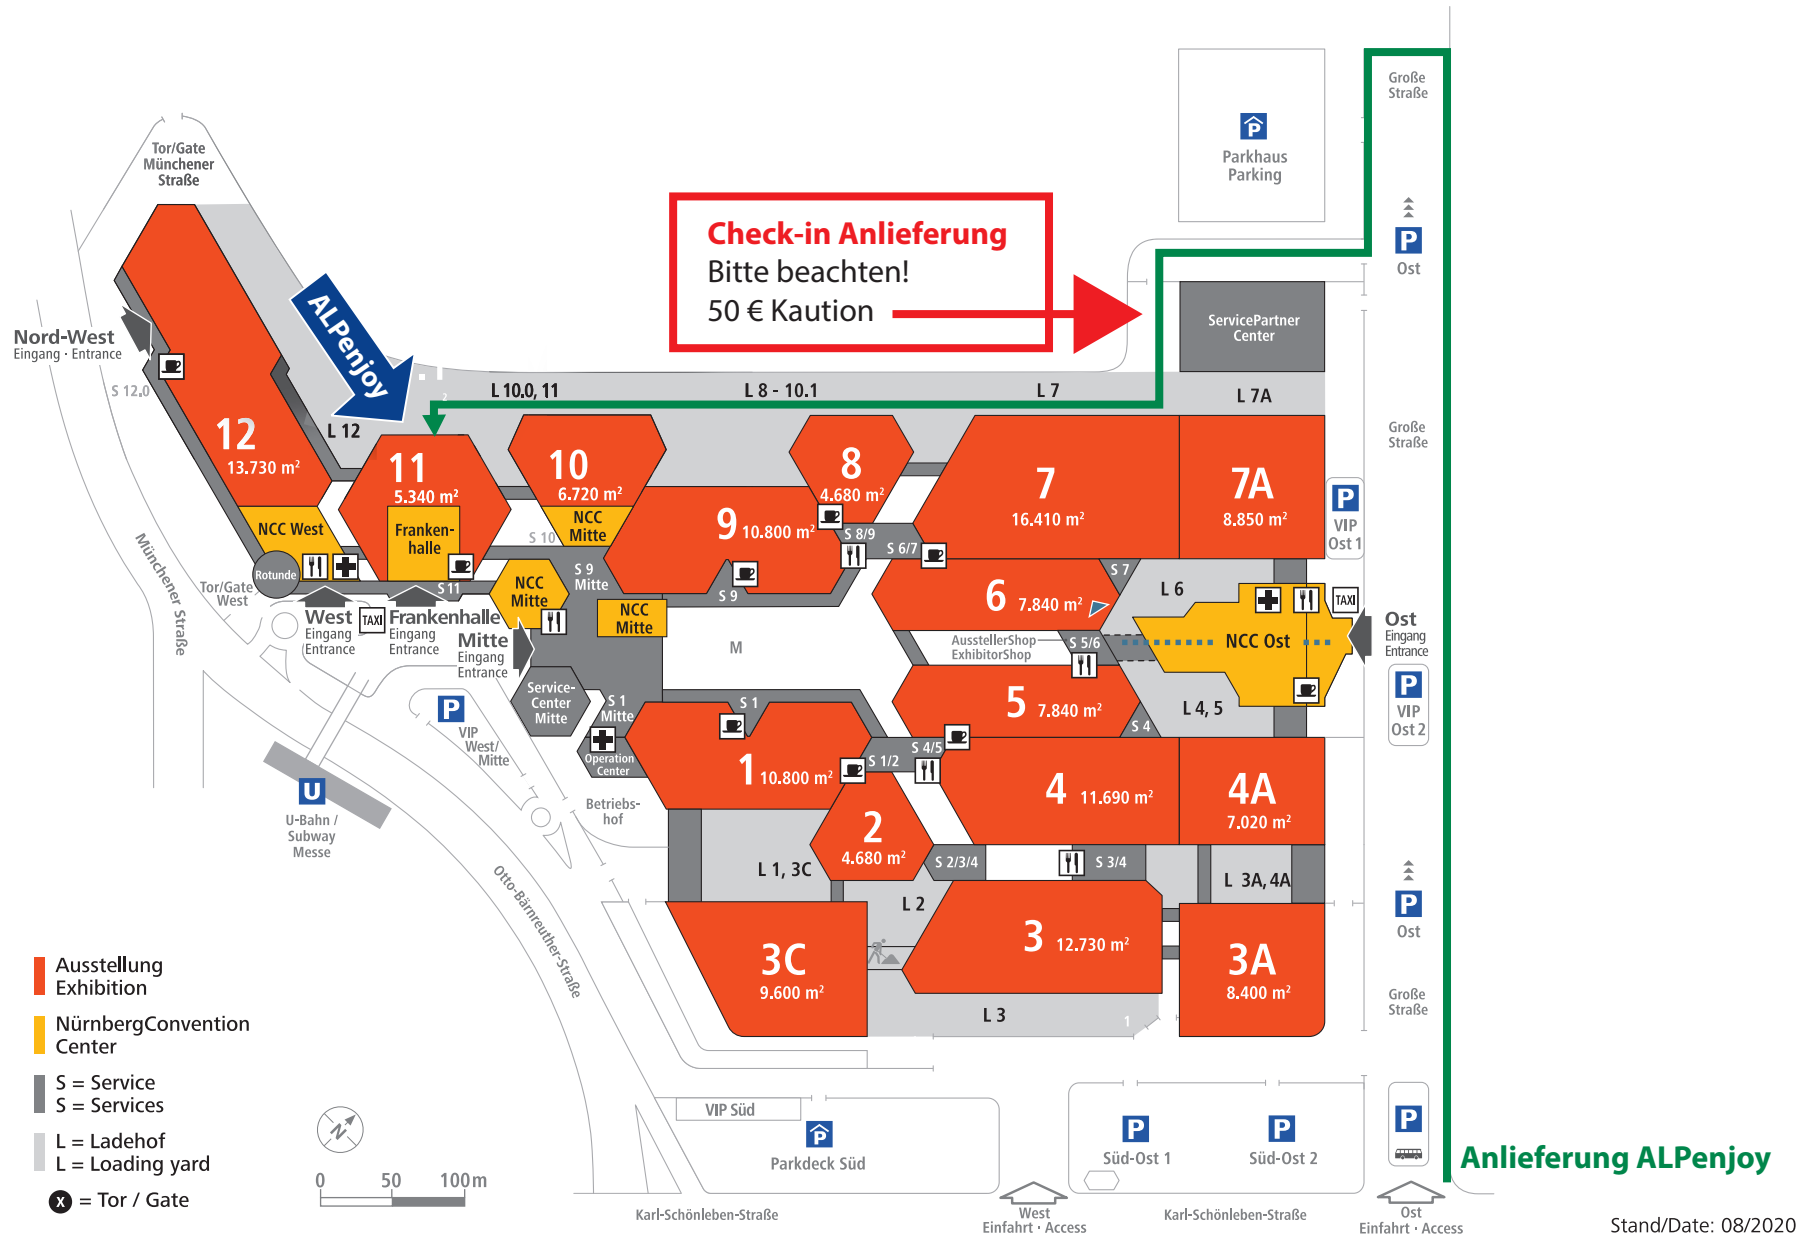 Große
Straße
Parkhaus
Parking
P
Ost
Tor/Gate
Münchener
Straße
Check-in Anlieferung
Bitte beachten!
50 € Kaution
ServicePartner
Center
ALPenjoy
Nord-West
Eingang · Entrance
S 12.0
L 12
L 10.0, 11
L 8 - 10.1
L 7
L 7A
2
12
13.730 m²
11
5.340 m²
10
6.720 m²
8
4.680 m²
7
16.410 m²
7A
8.850 m²
Große
Straße
P
VIP
Ost 1
NCC West
Franken-
halle
S 10
NCC
Mitte
9 10.800 m²
S 8/9
S 6/7
Rotunde
S 11
NCC
Mitte
S 9
Mitte
S 9
NCC
Mitte
6 7.840 m²
S 7
L 6
TAXI
Münchener Straße
Tor/Gate
West
West
Eingang
Entrance
TAXI
Frankenhalle
Eingang
Entrance
Mitte
Eingang
Entrance
M
AusstellerShop
ExhibitorShop
S 5/6
NCC Ost
Ost
Eingang
Entrance
Service-
Center
Mitte
S 1
Mitte
S 1
5 7.840 m²
S 4
L 4, 5
P
VIP
Ost 2
P
VIP
West/
Mitte
Operation
Center
1 10.800 m²
S 1/2
S 4/5
4 11.690 m²
4A
7.020 m²
U
U-Bahn /
Subway
Messe
Betriebs-
hof
2
4.680 m²
S 2/3/4
S 3/4
L 1, 3C
L 2
L 3A, 4A
P
Ost
Otto-Bärnreuther-Straße
3C
9.600 m²
3 12.730 m²
3A
8.400 m²
L 3
1
Große
Straße
Ausstellung
Exhibition
NürnbergConvention
Center
S = Service
S = Services
L = Ladehof
L = Loading yard
X = Tor / Gate
N
0 50 100 m
VIP Süd
P
Parkdeck Süd
P
Süd-Ost 1
P
Süd-Ost 2
P
Anlieferung ALPenjoy
Karl-Schönleben-Straße
West
Einfahrt · Access
Karl-Schönleben-Straße
Ost
Einfahrt · Access
Stand/Date: 08/2020